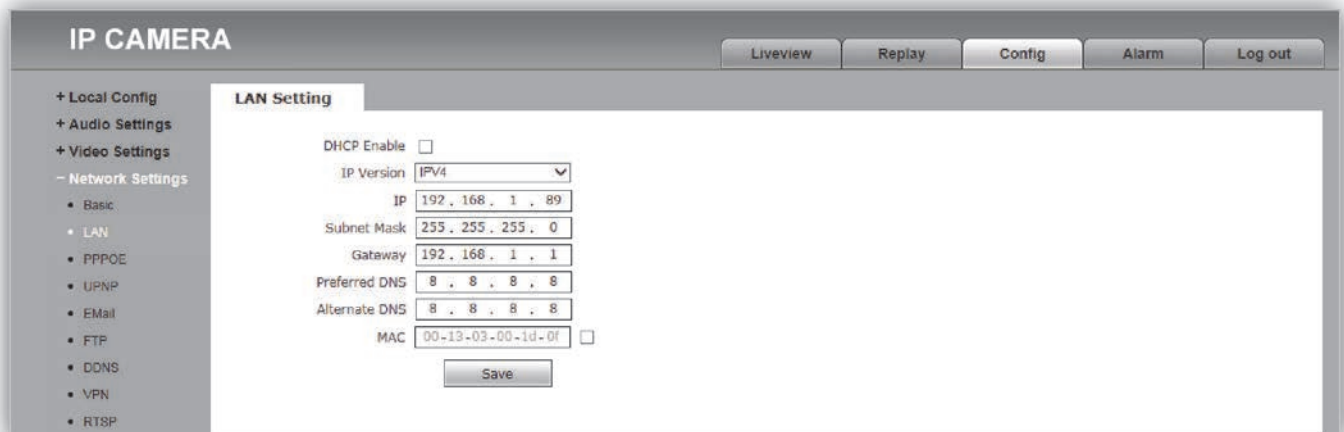 IP CAMERA
Liveview Replay Config Alarm Log out
+ Local Config
+ Audio Settings
+ Video Settings
− Network Settings
• Basic
• LAN
• PPPOE
• UPNP
• EMail
• FTP
• DDNS
• VPN
• RTSP
LAN Setting
DHCP Enable
IP Version IPV4
IP 192 . 168 . 1 . 89
Subnet Mask 255 . 255 . 255 . 0
Gateway 192 . 168 . 1 . 1
Preferred DNS 8 . 8 . 8 . 8
Alternate DNS 8 . 8 . 8 . 8
MAC 00-13-03-00-1d-0f
Save